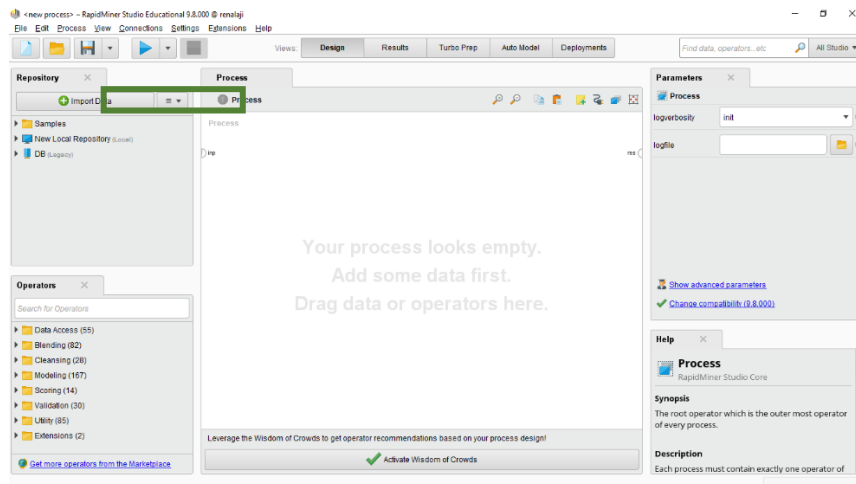 <new process> – RapidMiner Studio Educational 9.8.000 @ renalaji
File Edit Process View Connections Settings Extensions Help
Views: Design Results Turbo Prep Auto Model Deployments
Find data, operators...etc All Studio
Repository
Import D a
Samples
New Local Repository (Local)
DB (Legacy)
Operators
Search for Operators
Data Access (55)
Blending (82)
Cleansing (28)
Modeling (167)
Scoring (14)
Validation (30)
Utility (85)
Extensions (2)
Get more operators from the Marketplace
Process
Process
Process
inp
res
Your process looks empty.
Add some data first.
Drag data or operators here.
Leverage the Wisdom of Crowds to get operator recommendations based on your process design!
Activate Wisdom of Crowds
Parameters
Process
logverbosity init
logfile
Show advanced parameters
Change compatibility (9.8.000)
Help
Process
RapidMiner Studio Core
Synopsis
The root operator which is the outer most operator
of every process.
Description
Each process must contain exactly one operator of